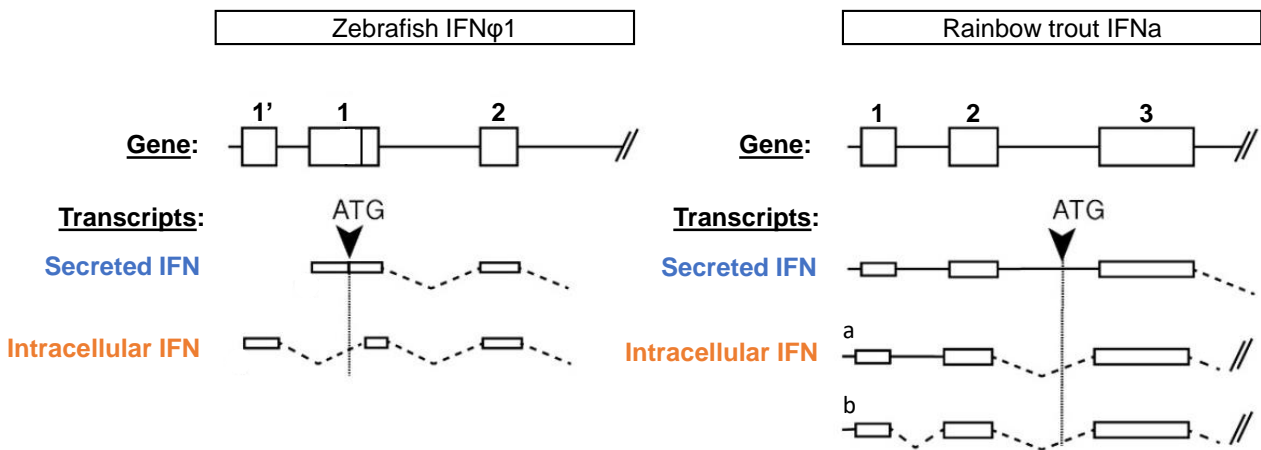 Zebrafish IFNφ1
1’ 1 2
Gene:
Transcripts:
ATG
Secreted IFN
Intracellular IFN
Rainbow trout IFNa
1 2 3
Gene:
Transcripts:
ATG
Secreted IFN
a
Intracellular IFN
b